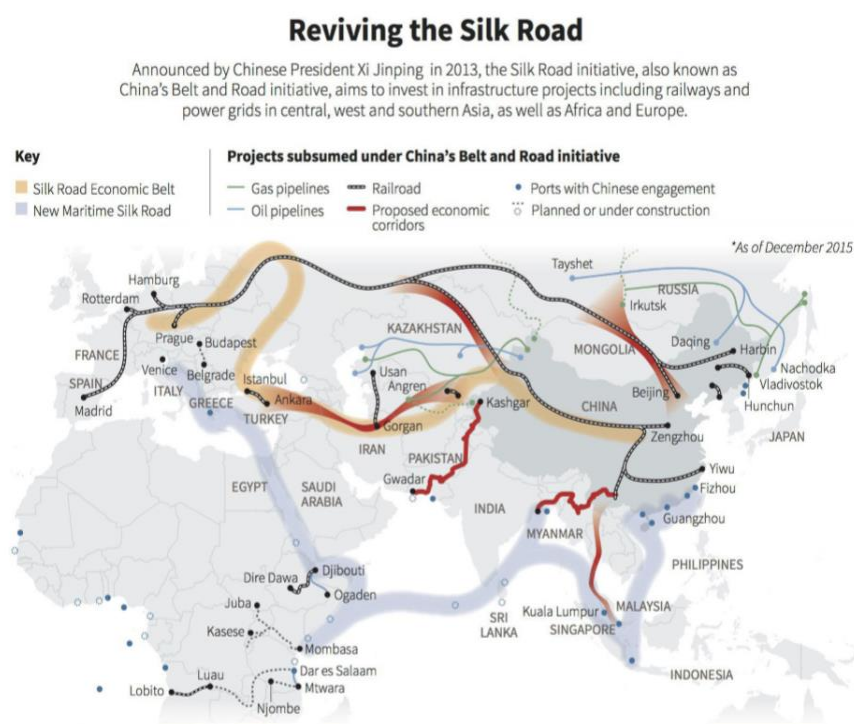 Reviving the Silk Road
Announced by Chinese President Xi Jinping in 2013, the Silk Road initiative, also known as
China's Belt and Road initiative, aims to invest in infrastructure projects including railways and
power grids in central, west and southern Asia, as well as Africa and Europe.
Key
Silk Road Economic Belt
New Maritime Silk Road
Projects subsumed under China's Belt and Road initiative
Gas pipelines
Oil pipelines
Railroad
Proposed economic
corridors
Ports with Chinese engagement
Planned or under construction
*As of December 2015
Tayshet
Hamburg
Rotterdam
RUSSIA
Irkutsk
KAZAKHSTAN
Prague
Budapest
MONGOLIA
Daqing
Harbin
FRANCE
Venice
Belgrade
Usan
Nachodka
SPAIN
ITALY
Istanbul
Angren
Beijing
Vladivostok
Madrid
GREECE
Ankara
Kashgar
CHINA
Hunchun
TURKEY
Gorgan
Zengzhou
JAPAN
IRAN
PAKISTAN
Yiwu
EGYPT
SAUDI
ARABIA
Gwadar
INDIA
Fizhou
Guangzhou
MYANMAR
PHILIPPINES
Dire Dawa
Djibouti
Ogaden
Juba
Kuala Lumpur
MALAYSIA
SRI
LANKA
SINGAPORE
Kasese
Mombasa
Luau
Dar es Salaam
INDONESIA
Lobito
Mtwara
Njombe